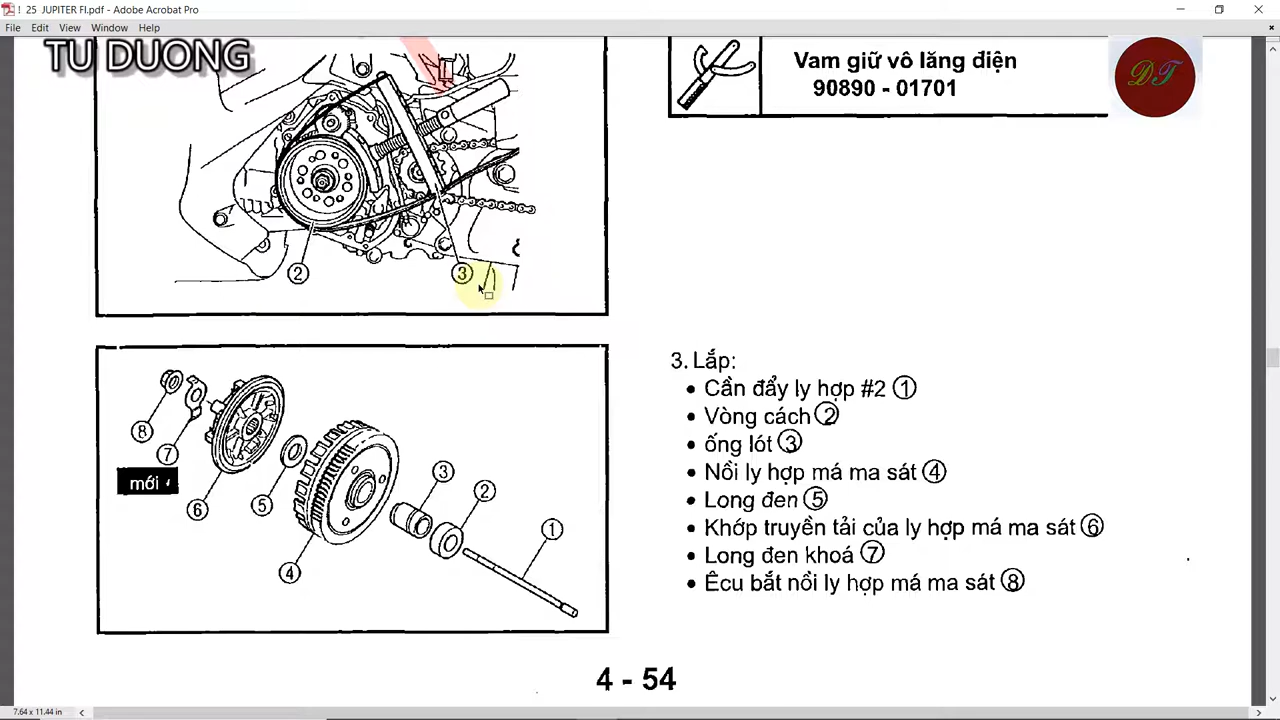 ! 25 JUPITER FI.pdf - Adobe Acrobat Pro
File Edit View Window Help
TU DUONG
Vam giữ vô lăng điện
90890 - 01701
DT
② ③
3. Lắp:
• Cần đẩy ly hợp #2 ①
• Vòng cách ②
• ống lót ③
• Nồi ly hợp má ma sát ④
• Long đen ⑤
• Khớp truyền tải của ly hợp má ma sát ⑥
• Long đen khoá ⑦
• Êcu bắt nồi ly hợp má ma sát ⑧
⑧
⑦
mới
⑥
⑤
④
③
②
①
4 - 54
7.64 x 11.44 in